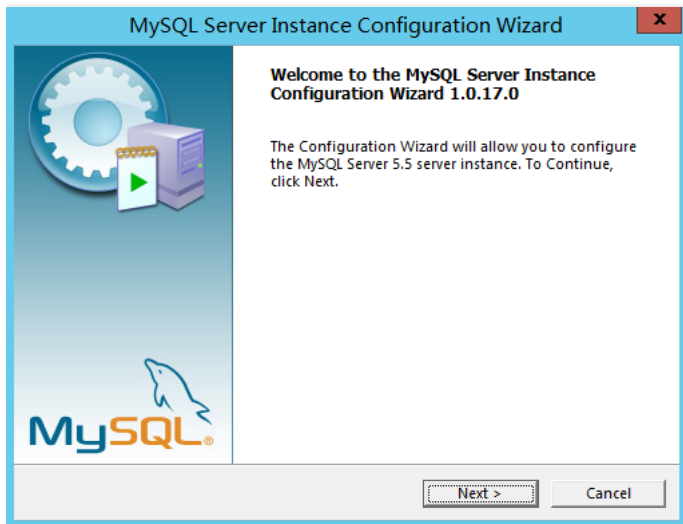 MySQL Server Instance Configuration Wizard
x
Welcome to the MySQL Server Instance
Configuration Wizard 1.0.17.0
The Configuration Wizard will allow you to configure
the MySQL Server 5.5 server instance. To Continue,
click Next.
MySQL®
Next >
Cancel